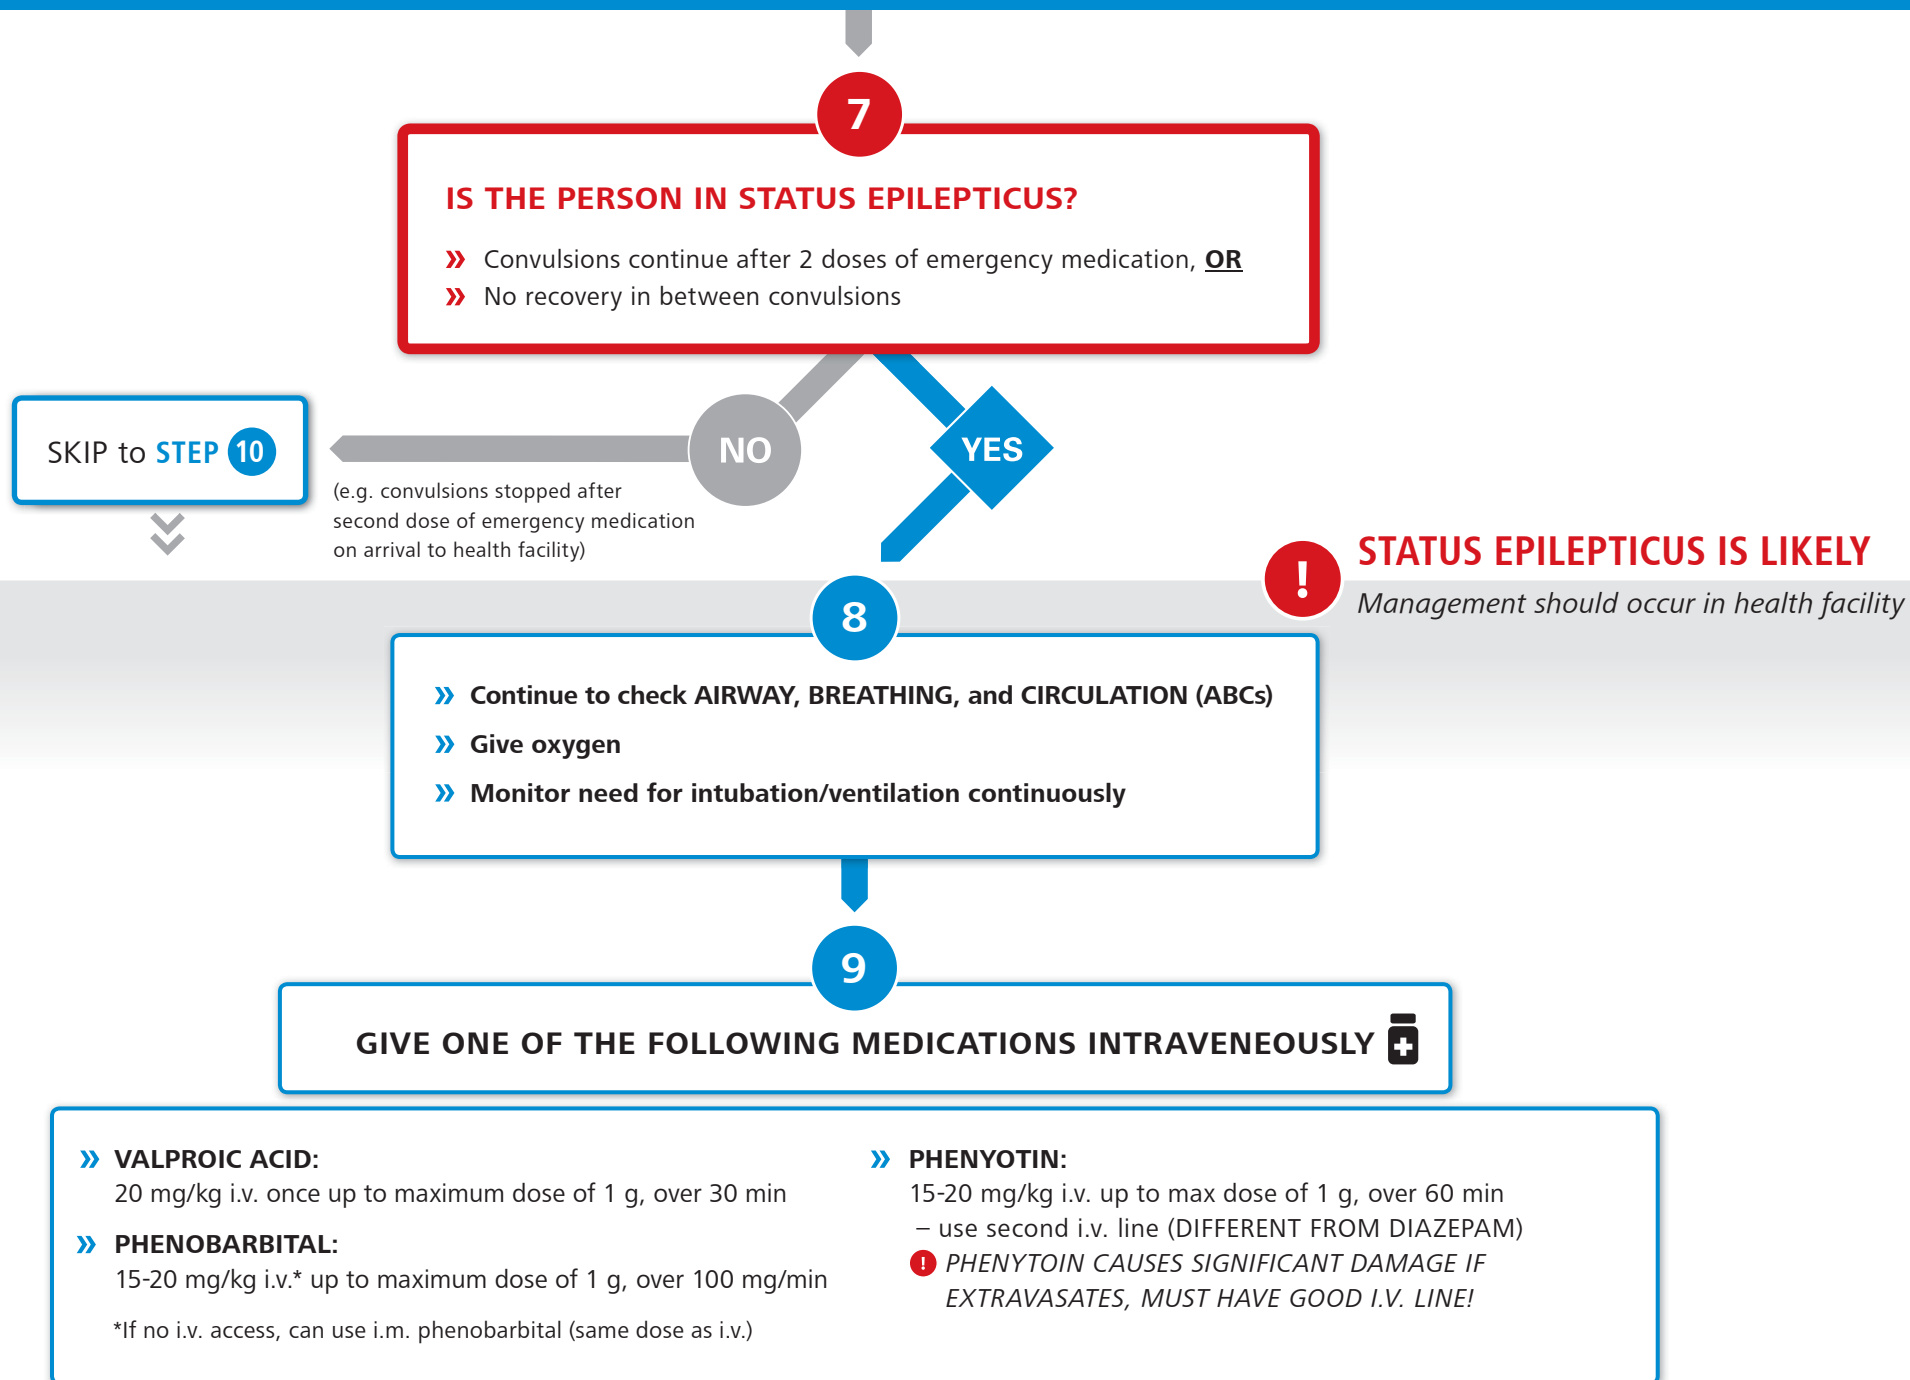 7
IS THE PERSON IN STATUS EPILEPTICUS?
» Convulsions continue after 2 doses of emergency medication, OR
» No recovery in between convulsions
NO
YES
SKIP to STEP 10
(e.g. convulsions stopped after
second dose of emergency medication
on arrival to health facility)
! STATUS EPILEPTICUS IS LIKELY
Management should occur in health facility
8
» Continue to check AIRWAY, BREATHING, and CIRCULATION (ABCs)
» Give oxygen
» Monitor need for intubation/ventilation continuously
9
GIVE ONE OF THE FOLLOWING MEDICATIONS INTRAVENEOUSLY
» VALPROIC ACID:
20 mg/kg i.v. once up to maximum dose of 1 g, over 30 min
» PHENOBARBITAL:
15-20 mg/kg i.v.* up to maximum dose of 1 g, over 100 mg/min
*If no i.v. access, can use i.m. phenobarbital (same dose as i.v.)
» PHENYOTIN:
15-20 mg/kg i.v. up to max dose of 1 g, over 60 min
– use second i.v. line (DIFFERENT FROM DIAZEPAM)
! PHENYTOIN CAUSES SIGNIFICANT DAMAGE IF
EXTRAVASATES, MUST HAVE GOOD I.V. LINE!